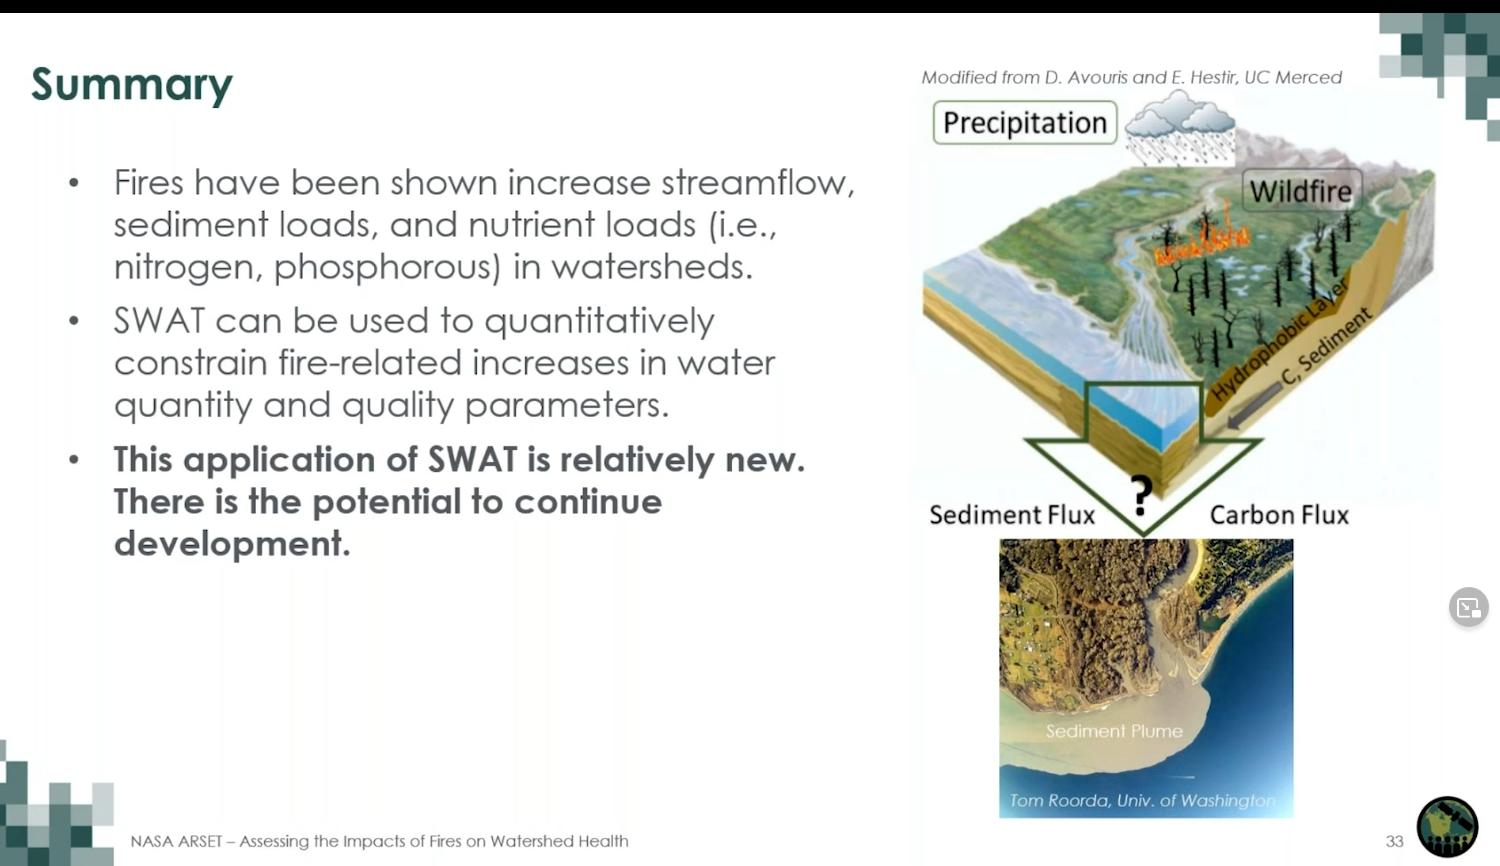 Summary
Modified from D. Avouris and E. Hestir, UC Merced
• Fires have been shown increase streamflow,
sediment loads, and nutrient loads (i.e.,
nitrogen, phosphorous) in watersheds.
• SWAT can be used to quantitatively
constrain fire-related increases in water
quantity and quality parameters.
• This application of SWAT is relatively new.
There is the potential to continue
development.
Precipitation
Wildfire
Hydrophobic Layer
C, Sediment
?
Sediment Flux
Carbon Flux
Sediment Plume
Tom Roorda, Univ. of Washington
NASA ARSET – Assessing the Impacts of Fires on Watershed Health
33